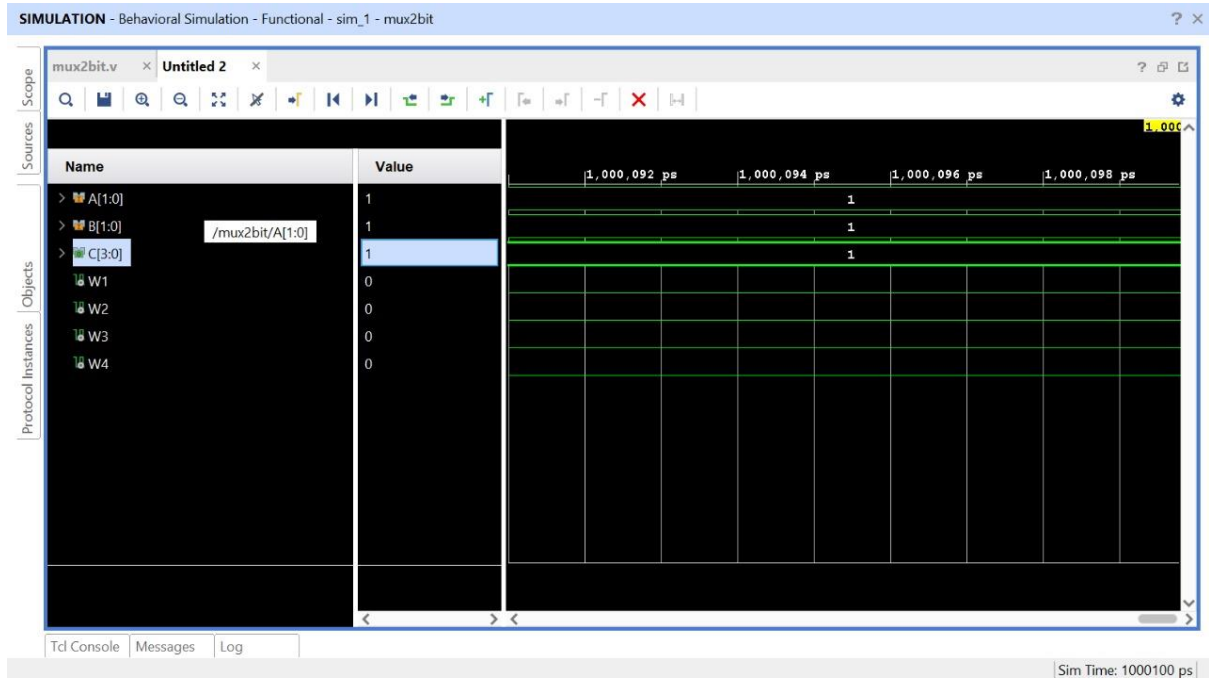 SIMULATION - Behavioral Simulation - Functional - sim_1 - mux2bit
mux2bit.v
Untitled 2
Scope
Sources
Objects
Protocol Instances
Name
Value
1,000,092 ps
1,000,094 ps
1,000,096 ps
1,000,098 ps
A[1:0]
1
1
B[1:0]
1
1
/mux2bit/A[1:0]
C[3:0]
1
1
W1
0
W2
0
W3
0
W4
0
Tcl Console
Messages
Log
Sim Time: 1000100 ps